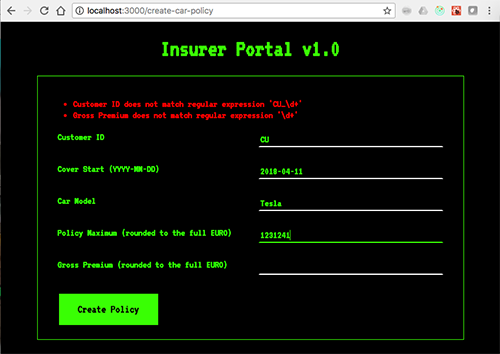 localhost:3000/create-car-policy
Insurer Portal v1.0
Customer ID does not match regular expression 'CU_\d+'
Gross Premium does not match regular expression '\d+'
Customer ID CU
Cover Start (YYYY-MM-DD) 2018-04-11
Car Model Tesla
Policy Maximum (rounded to the full EURO) 1231241
Gross Premium (rounded to the full EURO)
Create Policy